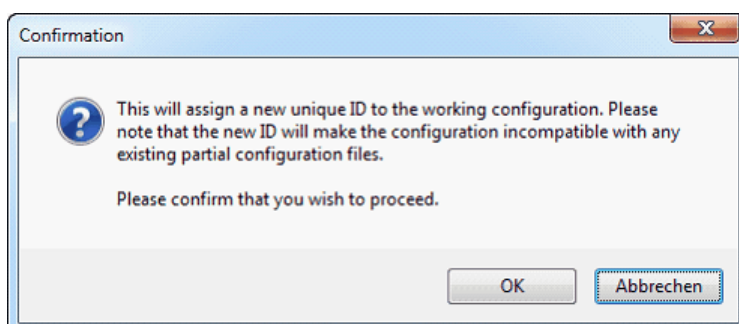 Confirmation
This will assign a new unique ID to the working configuration. Please
note that the new ID will make the configuration incompatible with any
existing partial configuration files.
Please confirm that you wish to proceed.
OK
Abbrechen